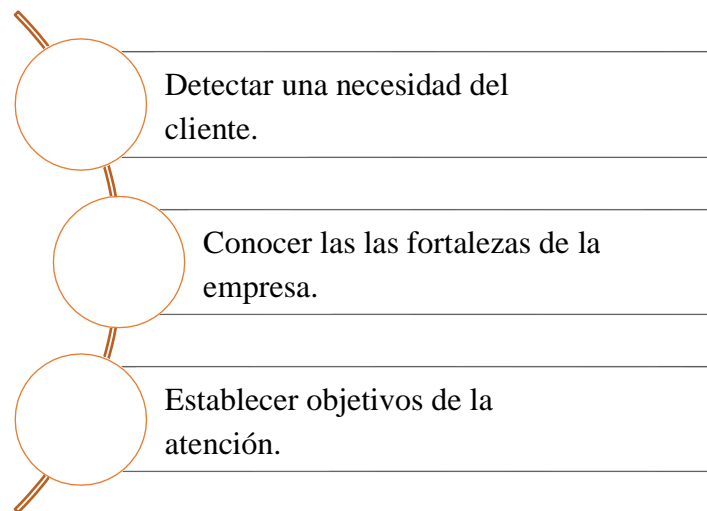 Detectar una necesidad del
cliente.
Conocer las las fortalezas de la
empresa.
Establecer objetivos de la
atención.